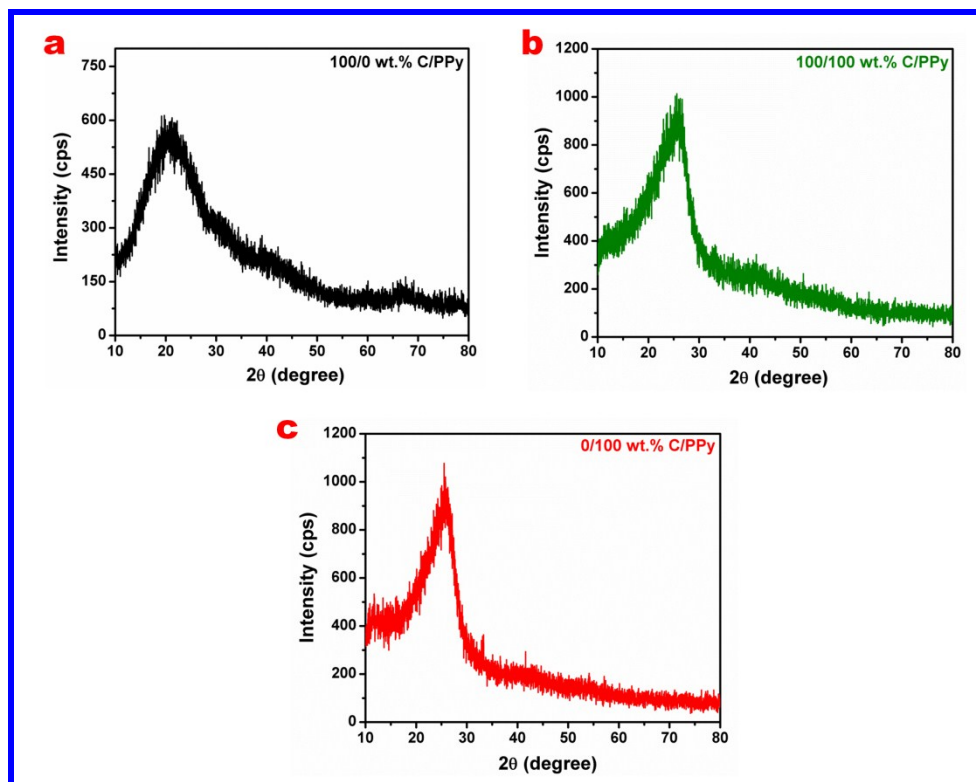 a
100/0 wt.% C/PPy
750
600
450
300
150
0
Intensity (cps)
10 20 30 40 50 60 70 80
2θ (degree)
b
100/100 wt.% C/PPy
1200
1000
800
600
400
200
0
Intensity (cps)
10 20 30 40 50 60 70 80
2θ (degree)
c
0/100 wt.% C/PPy
1200
1000
800
600
400
200
0
Intensity (cps)
10 20 30 40 50 60 70 80
2θ (degree)